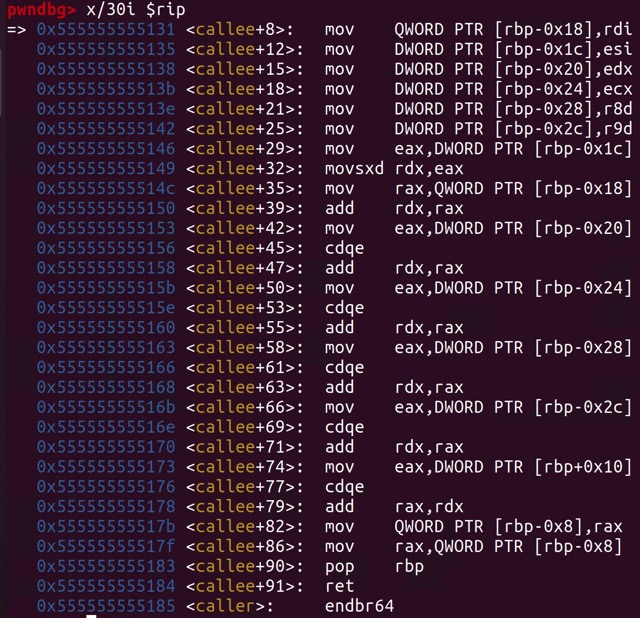 pwndbg> x/30i $rip
=> 0x555555555131 <callee+8>: mov QWORD PTR [rbp-0x18],rdi
0x555555555135 <callee+12>: mov DWORD PTR [rbp-0x1c],esi
0x555555555138 <callee+15>: mov DWORD PTR [rbp-0x20],edx
0x55555555513b <callee+18>: mov DWORD PTR [rbp-0x24],ecx
0x55555555513e <callee+21>: mov DWORD PTR [rbp-0x28],r8d
0x555555555142 <callee+25>: mov DWORD PTR [rbp-0x2c],r9d
0x555555555146 <callee+29>: mov eax,DWORD PTR [rbp-0x1c]
0x555555555149 <callee+32>: movsxd rdx,eax
0x55555555514c <callee+35>: mov rax,QWORD PTR [rbp-0x18]
0x555555555150 <callee+39>: add rdx,rax
0x555555555153 <callee+42>: mov eax,DWORD PTR [rbp-0x20]
0x555555555156 <callee+45>: cdqe
0x555555555158 <callee+47>: add rdx,rax
0x55555555515b <callee+50>: mov eax,DWORD PTR [rbp-0x24]
0x55555555515e <callee+53>: cdqe
0x555555555160 <callee+55>: add rdx,rax
0x555555555163 <callee+58>: mov eax,DWORD PTR [rbp-0x28]
0x555555555166 <callee+61>: cdqe
0x555555555168 <callee+63>: add rdx,rax
0x55555555516b <callee+66>: mov eax,DWORD PTR [rbp-0x2c]
0x55555555516e <callee+69>: cdqe
0x555555555170 <callee+71>: add rdx,rax
0x555555555173 <callee+74>: mov eax,DWORD PTR [rbp+0x10]
0x555555555176 <callee+77>: cdqe
0x555555555178 <callee+79>: add rax,rdx
0x55555555517b <callee+82>: mov QWORD PTR [rbp-0x8],rax
0x55555555517f <callee+86>: mov rax,QWORD PTR [rbp-0x8]
0x555555555183 <callee+90>: pop rbp
0x555555555184 <callee+91>: ret
0x555555555185 <caller>: endbr64